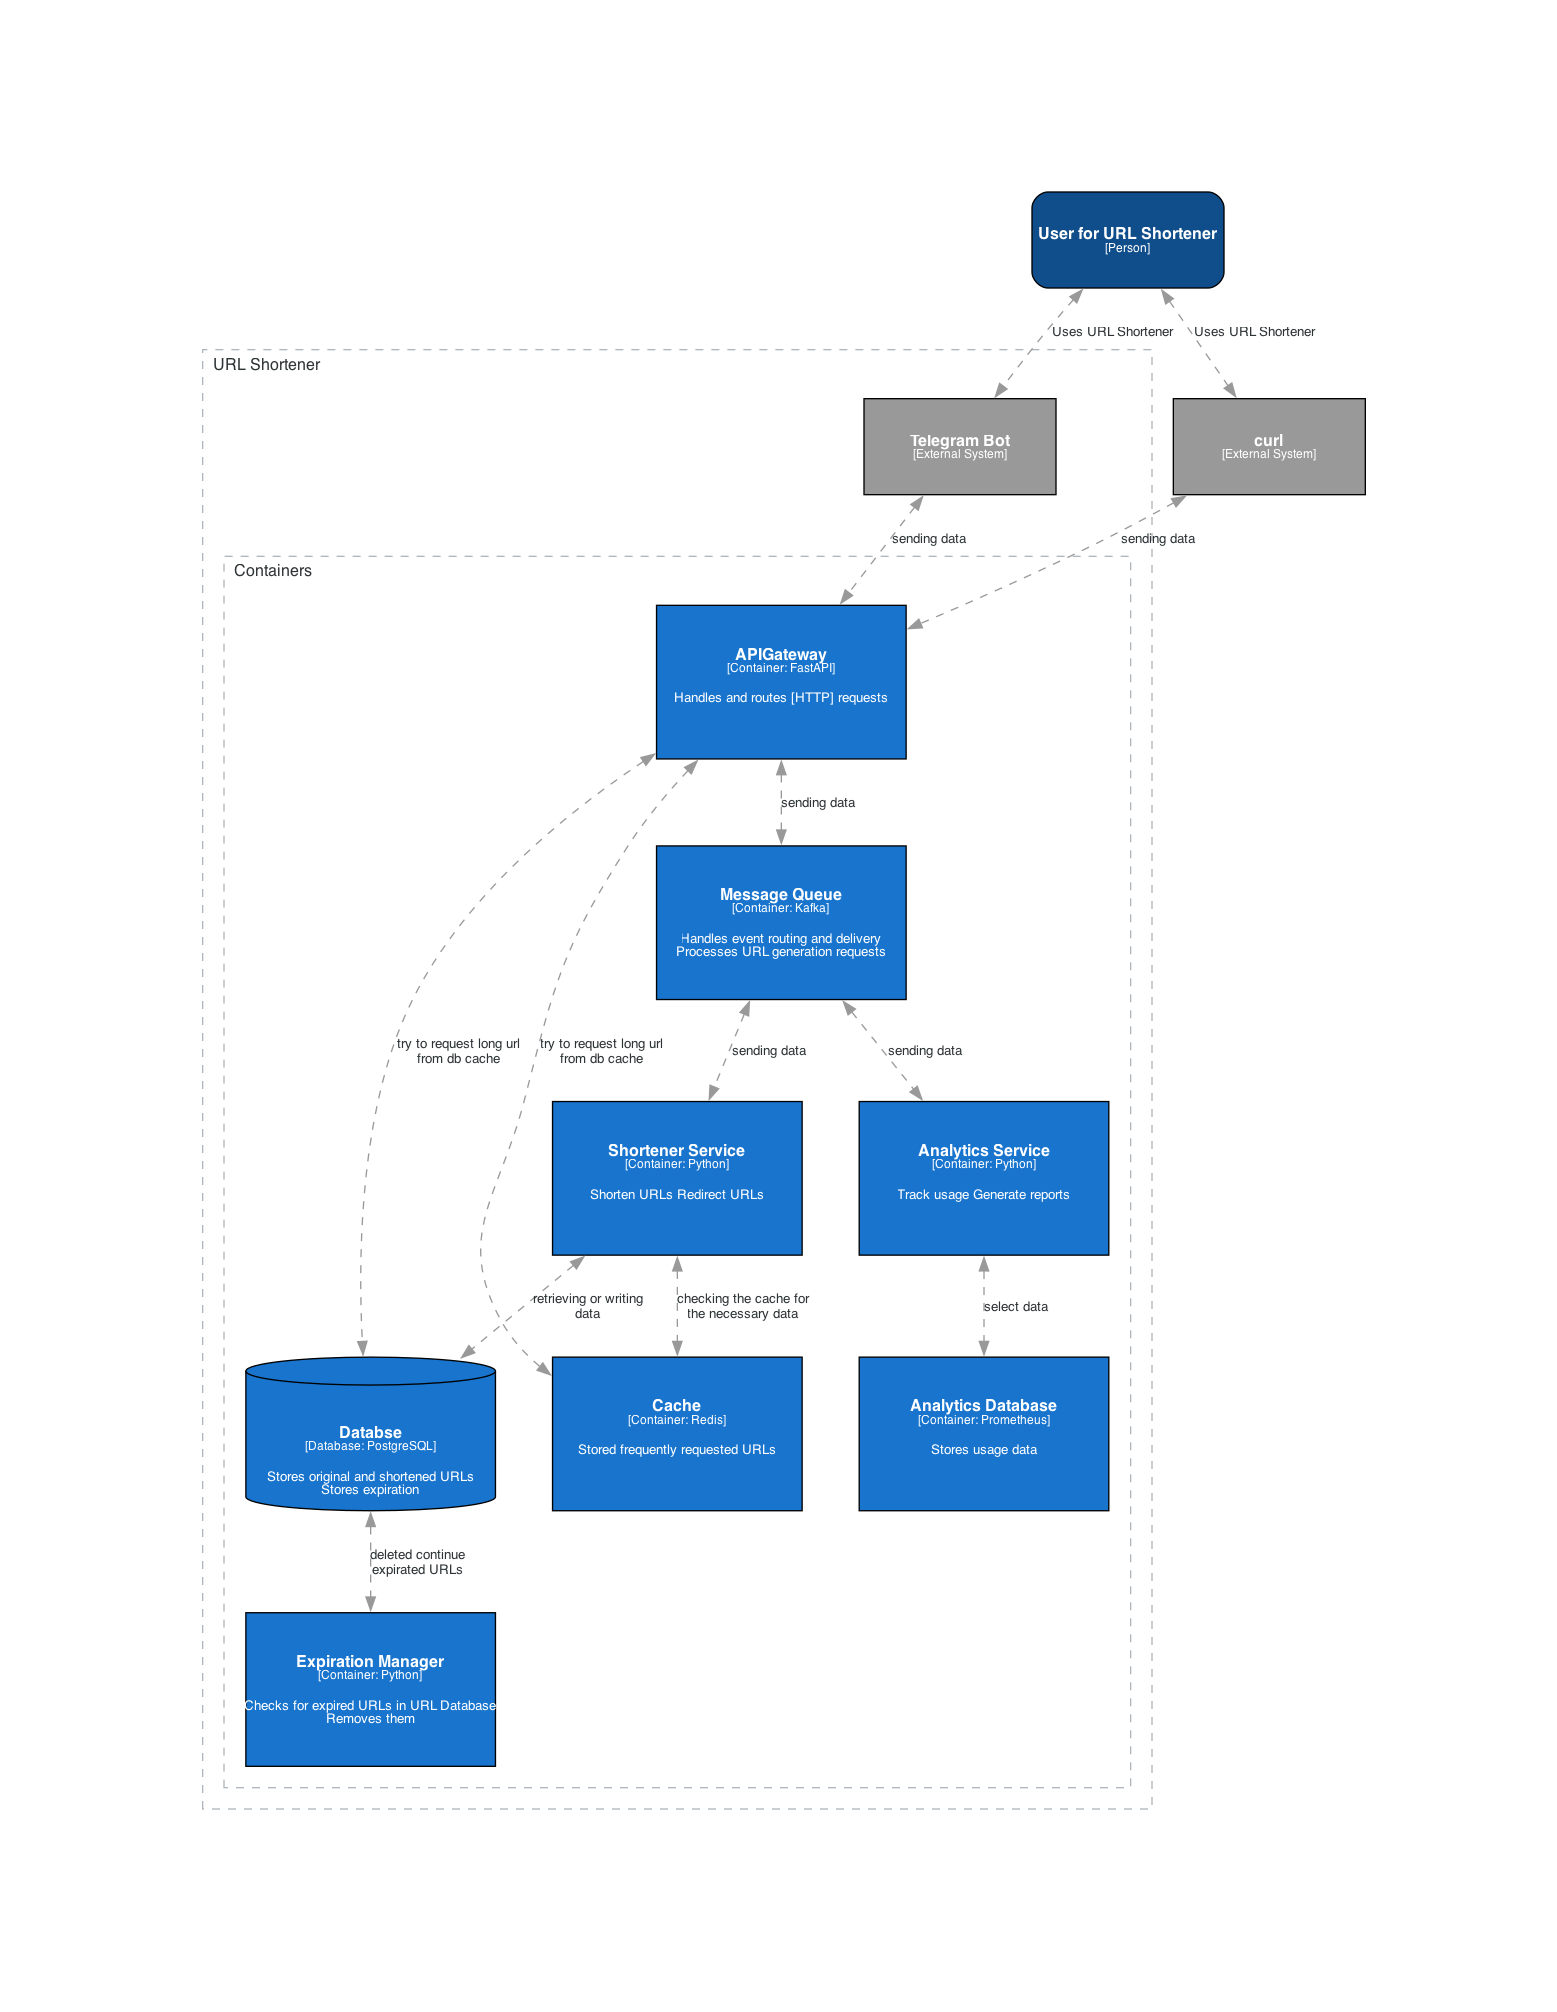 User for URL Shortener
[Person]
Uses URL Shortener
Uses URL Shortener
URL Shortener
Telegram Bot
[External System]
curl
[External System]
sending data
sending data
Containers
APIGateway
[Container: FastAPI]
Handles and routes [HTTP] requests
sending data
Message Queue
[Container: Kafka]
Handles event routing and delivery
Processes URL generation requests
try to request long url
from db cache
try to request long url
from db cache
sending data
sending data
Shortener Service
[Container: Python]
Shorten URLs Redirect URLs
Analytics Service
[Container: Python]
Track usage Generate reports
retrieving or writing
data
checking the cache for
the necessary data
select data
Databse
[Database: PostgreSQL]
Stores original and shortened URLs
Stores expiration
Cache
[Container: Redis]
Stored frequently requested URLs
Analytics Database
[Container: Prometheus]
Stores usage data
deleted continue
expirated URLs
Expiration Manager
[Container: Python]
Checks for expired URLs in URL Database
Removes them